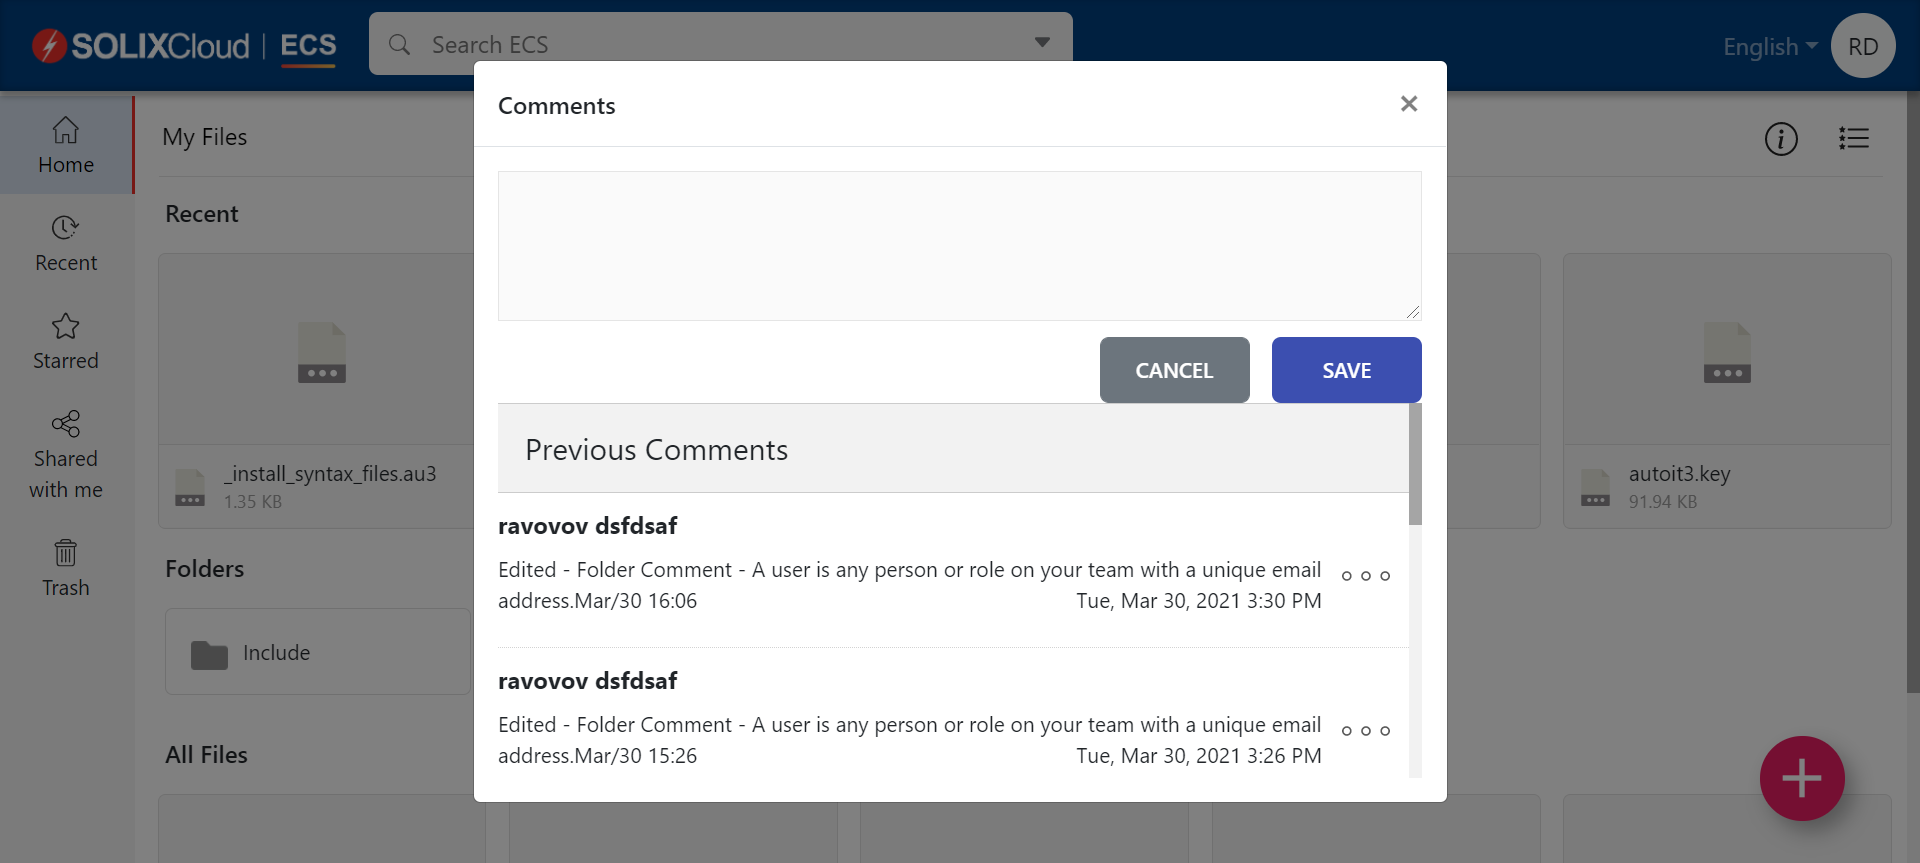 SOLIXCloud | ECS
Search ECS
English
RD
Comments
Home
My Files
Recent
Recent
Starred
CANCEL
SAVE
Shared
with me
Previous Comments
_install_syntax_files.au3
1.35 KB
autoit3.key
91.94 KB
ravovov dsfdsaf
Edited - Folder Comment - A user is any person or role on your team with a unique email
address.Mar/30 16:06
Tue, Mar 30, 2021 3:30 PM
Trash
Folders
Include
ravovov dsfdsaf
Edited - Folder Comment - A user is any person or role on your team with a unique email
address.Mar/30 15:26
Tue, Mar 30, 2021 3:26 PM
All Files